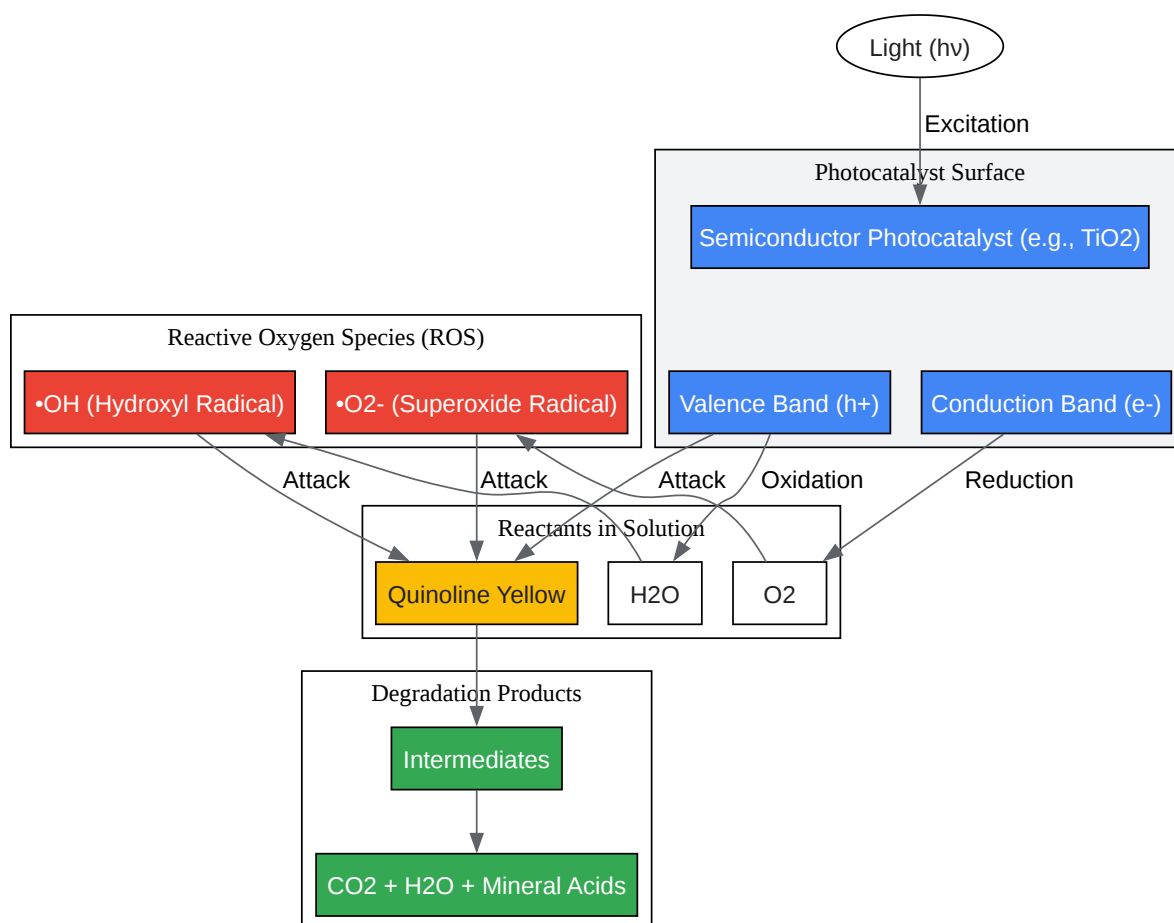 Light (hν)
Excitation
Photocatalyst Surface
Semiconductor Photocatalyst (e.g., TiO2)
Reactive Oxygen Species (ROS)
•OH (Hydroxyl Radical)
•O2- (Superoxide Radical)
Valence Band (h+)
Conduction Band (e-)
Attack
Attack
Attack
Oxidation
Reduction
Reactants in Solution
Quinoline Yellow
H2O
O2
Degradation Products
Intermediates
CO2 + H2O + Mineral Acids